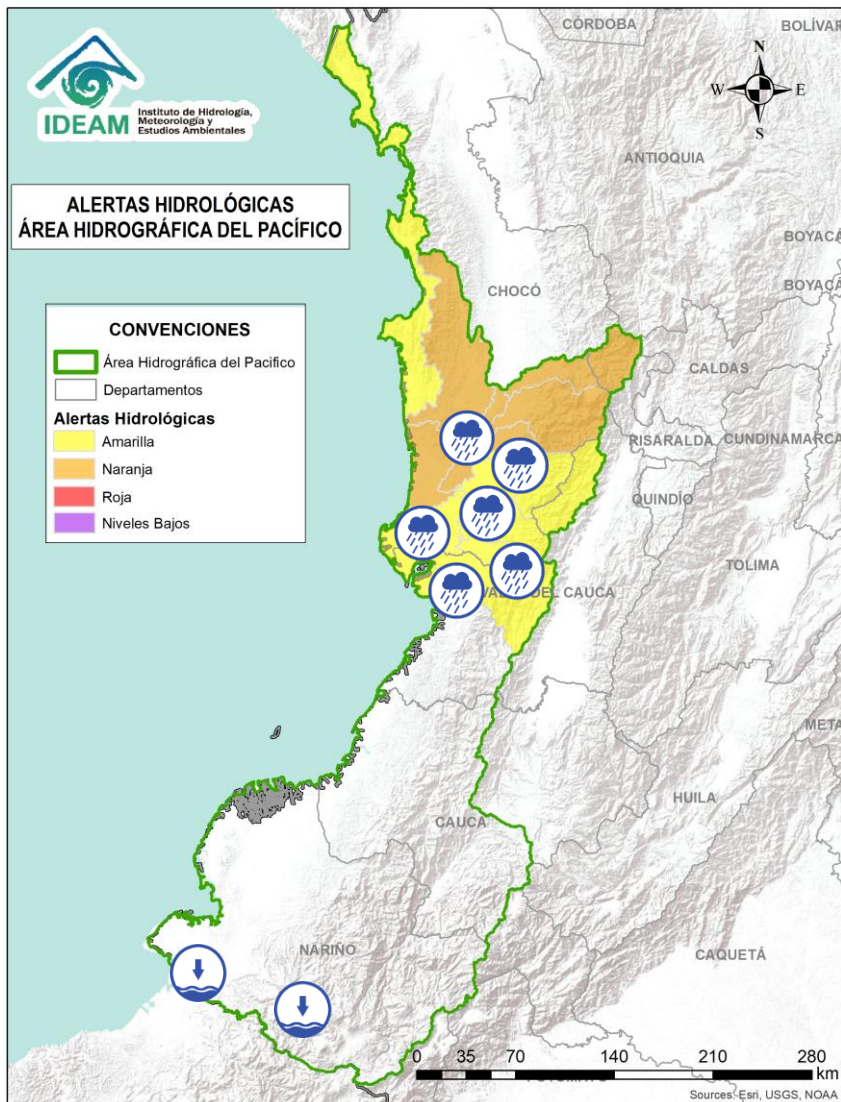 CÓRDOBA
BOLÍVAR
IDEAM
Instituto de Hidrología,
Meteorología y
Estudios Ambientales
N
W
E
S
ANTIOQUIA
ALERTAS HIDROLÓGICAS
ÁREA HIDROGRÁFICA DEL PACÍFICO
BOYACÁ
BOYACÁ
CHOCÓ
CONVENCIONES
Área Hidrográfica del Pacifico
Departamentos
Alertas Hidrológicas
Amarilla
Naranja
Roja
Niveles Bajos
CALDAS
RISARALDA
CUNDINAMARCA
QUINDÍO
TOLIMA
DEL CAUCA
META
HUILA
CAUCA
NARIÑO
CAQUETÁ
0 35 70 140 210 280
km
Sources: Esri, USGS, NOAA